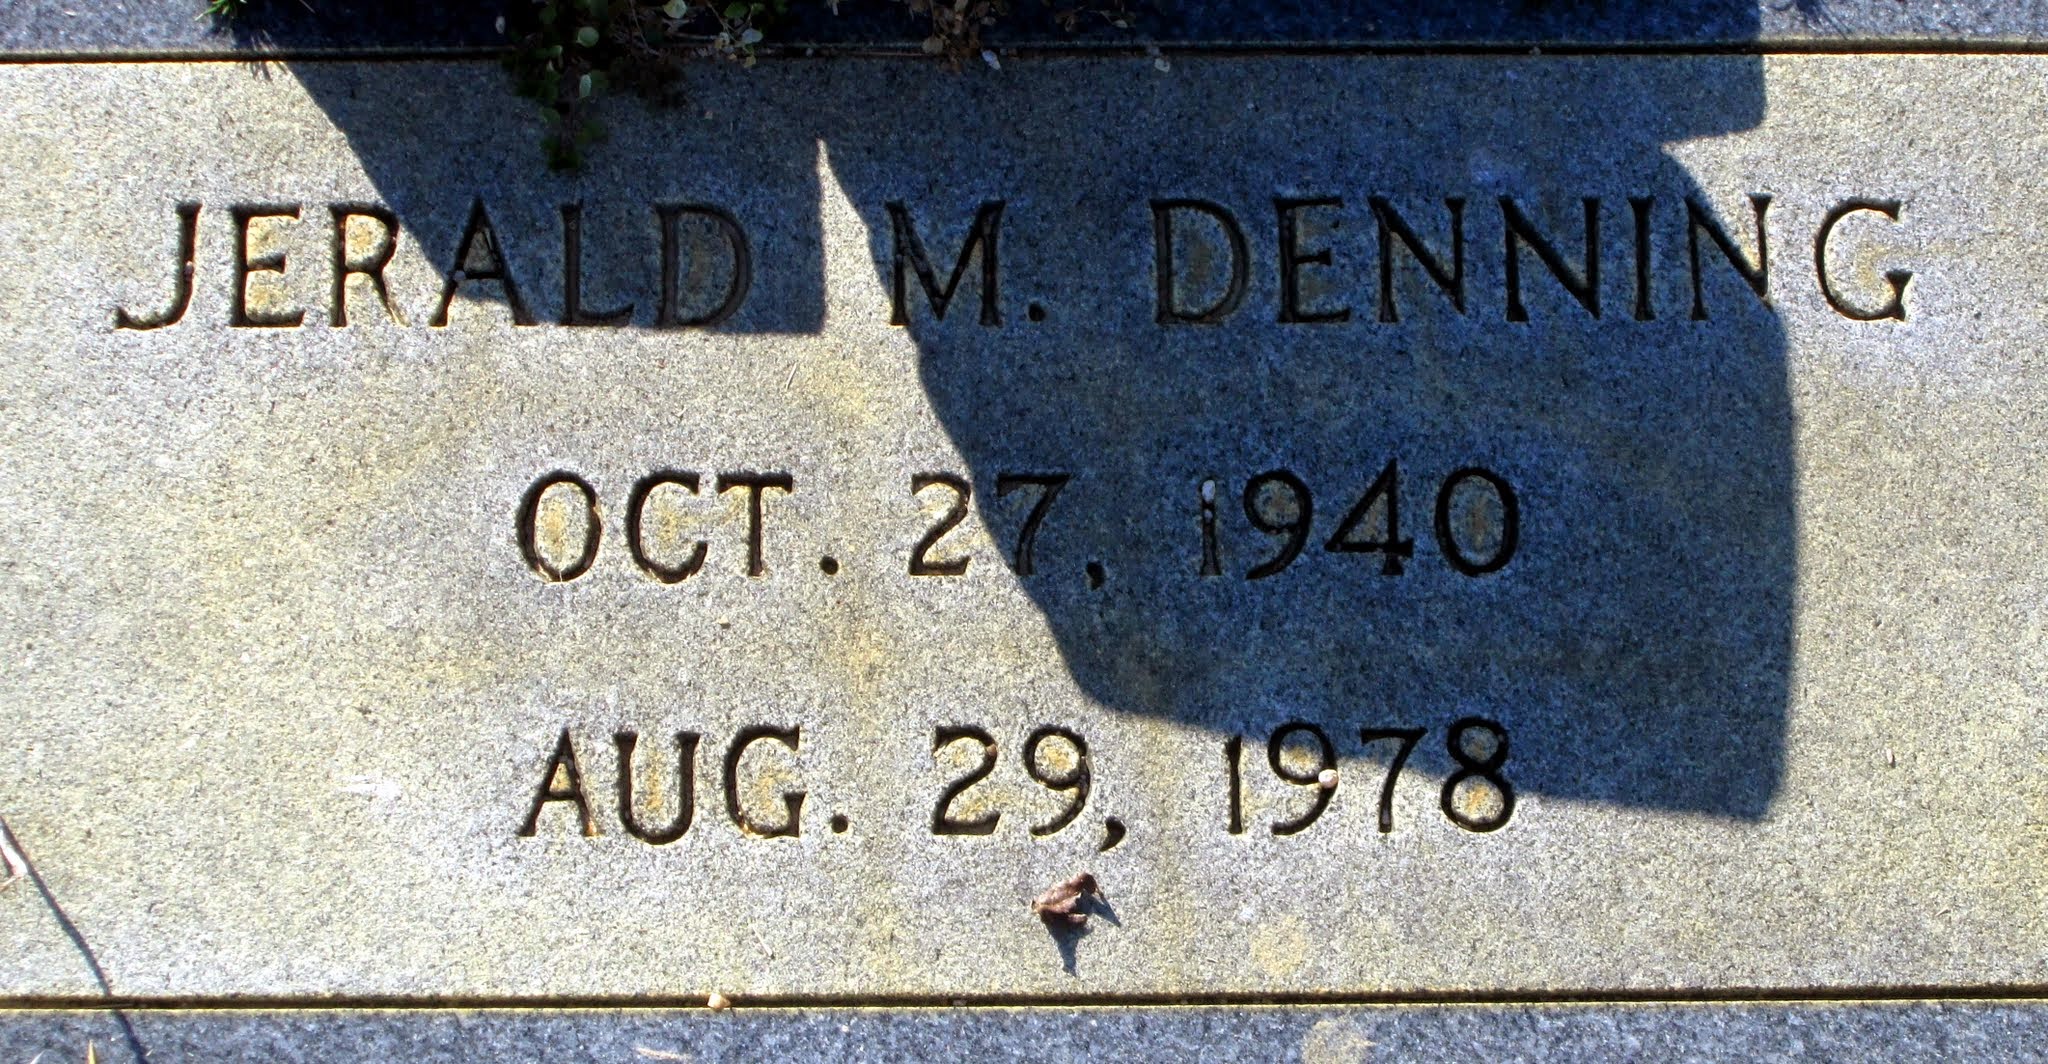 JERALD M. DENNING
OCT. 27, 1940
AUG. 29, 1978